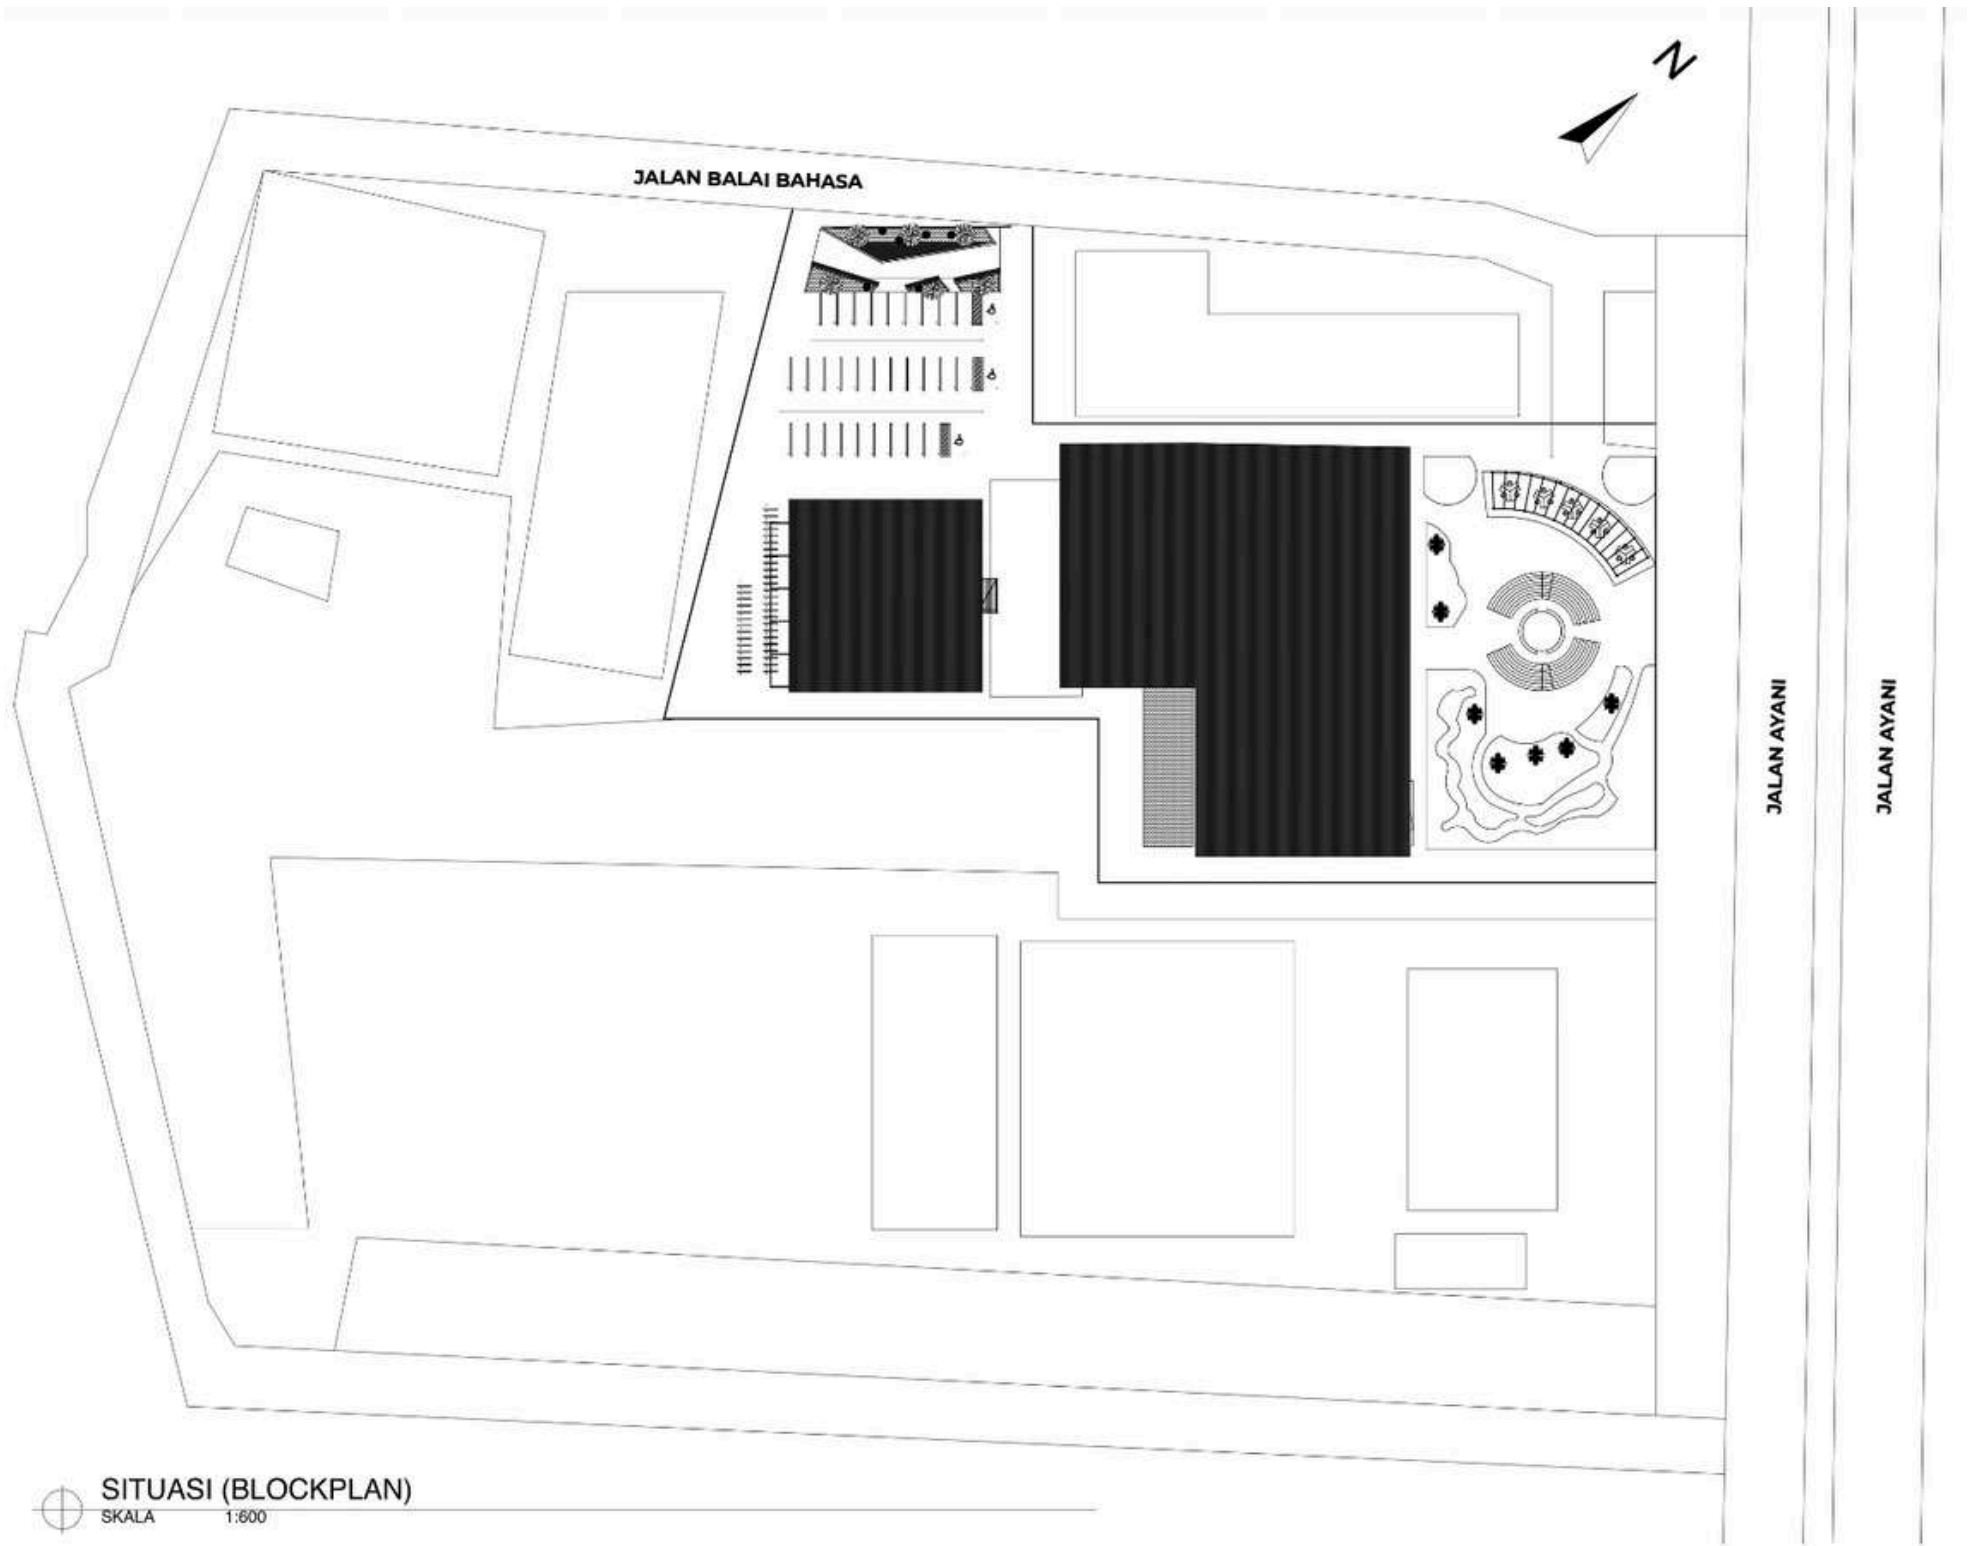 N
JALAN BALAI BAHASA
JALAN AYANI
JALAN AYANI
SITUASI (BLOCKPLAN)
SKALA 1:600